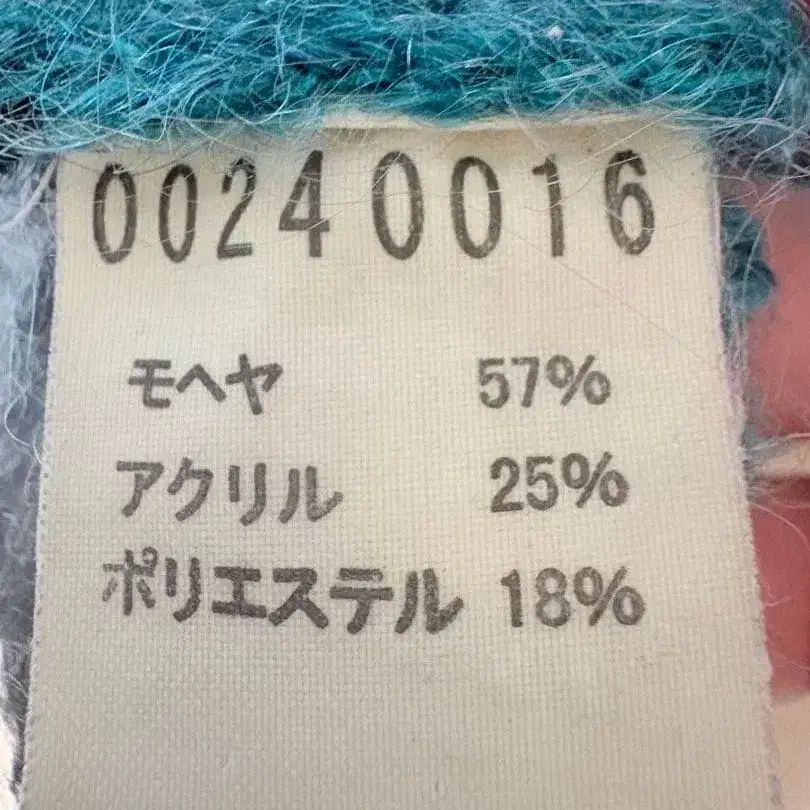 00240016
モヘヤ 57%
アクリル 25%
ポリエステル 18%